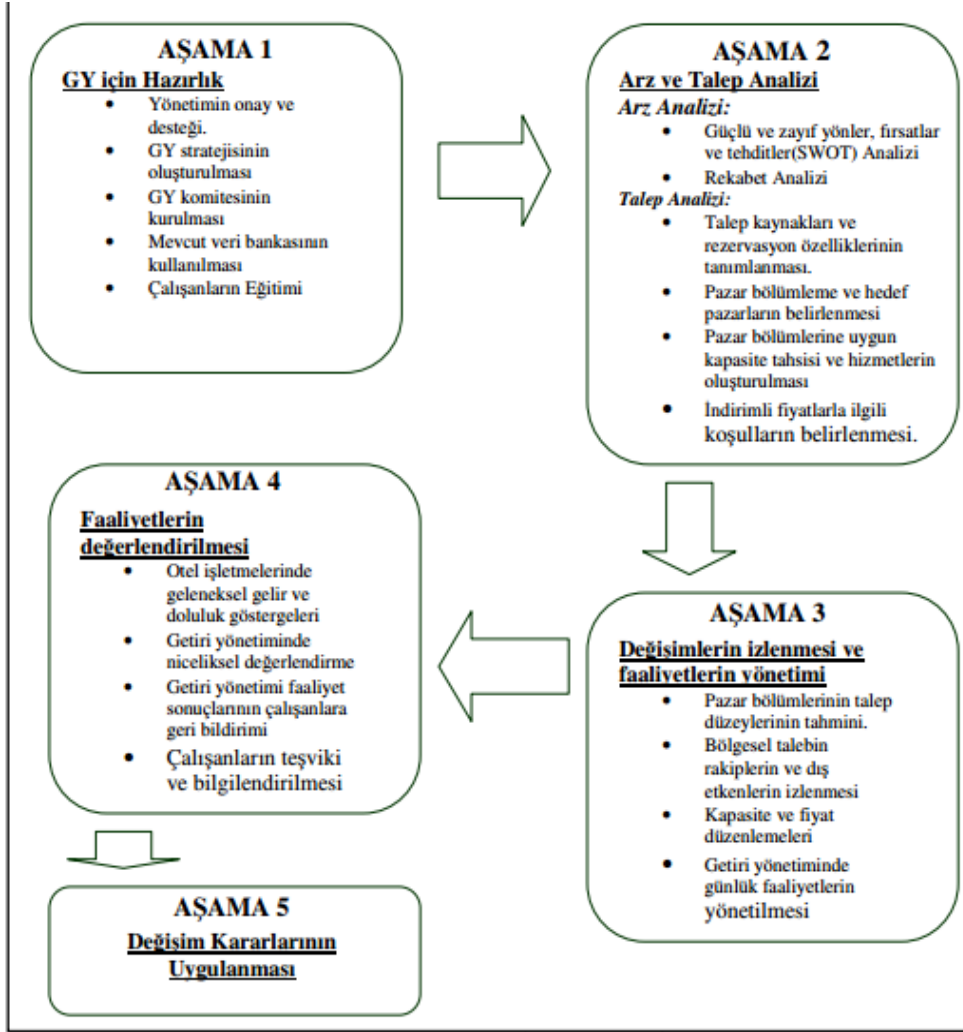 AŞAMA 1
GY için Hazırlık
• Yönetimin onay ve
desteği.
• GY stratejisinin
oluşturulması
• GY komitesinin
kurulması
• Mevcut veri bankasının
kullanılması
• Çalışanların Eğitimi
AŞAMA 2
Arz ve Talep Analizi
Arz Analizi:
• Güçlü ve zayıf yönler, fırsatlar
ve tehditler(SWOT) Analizi
• Rekabet Analizi
Talep Analizi:
• Talep kaynakları ve
rezervasyon özelliklerinin
tanımlanması.
• Pazar bölümleme ve hedef
pazarların belirlenmesi
• Pazar bölümlerine uygun
kapasite tahsisi ve hizmetlerin
oluşturulması
• İndirimli fiyatlarla ilgili
koşulların belirlenmesi.
AŞAMA 3
Değişimlerin izlenmesi ve
faaliyetlerin yönetimi
• Pazar bölümlerinin talep
düzeylerinin tahmini.
• Bölgesel talebin
rakiplerin ve dış
etkenlerin izlenmesi
• Kapasite ve fiyat
düzenlemeleri
• Getiri yönetiminde
günlük faaliyetlerin
yönetilmesi
AŞAMA 4
Faaliyetlerin
değerlendirilmesi
• Otel işletmelerinde
geleneksel gelir ve
doluluk göstergeleri
• Getiri yönetiminde
niceliksel değerlendirme
• Getiri yönetimi faaliyet
sonuçlarının çalışanlara
geri bildirimi
• Çalışanların teşviki
ve bilgilendirilmesi
AŞAMA 5
Değişim Kararlarının
Uygulanması